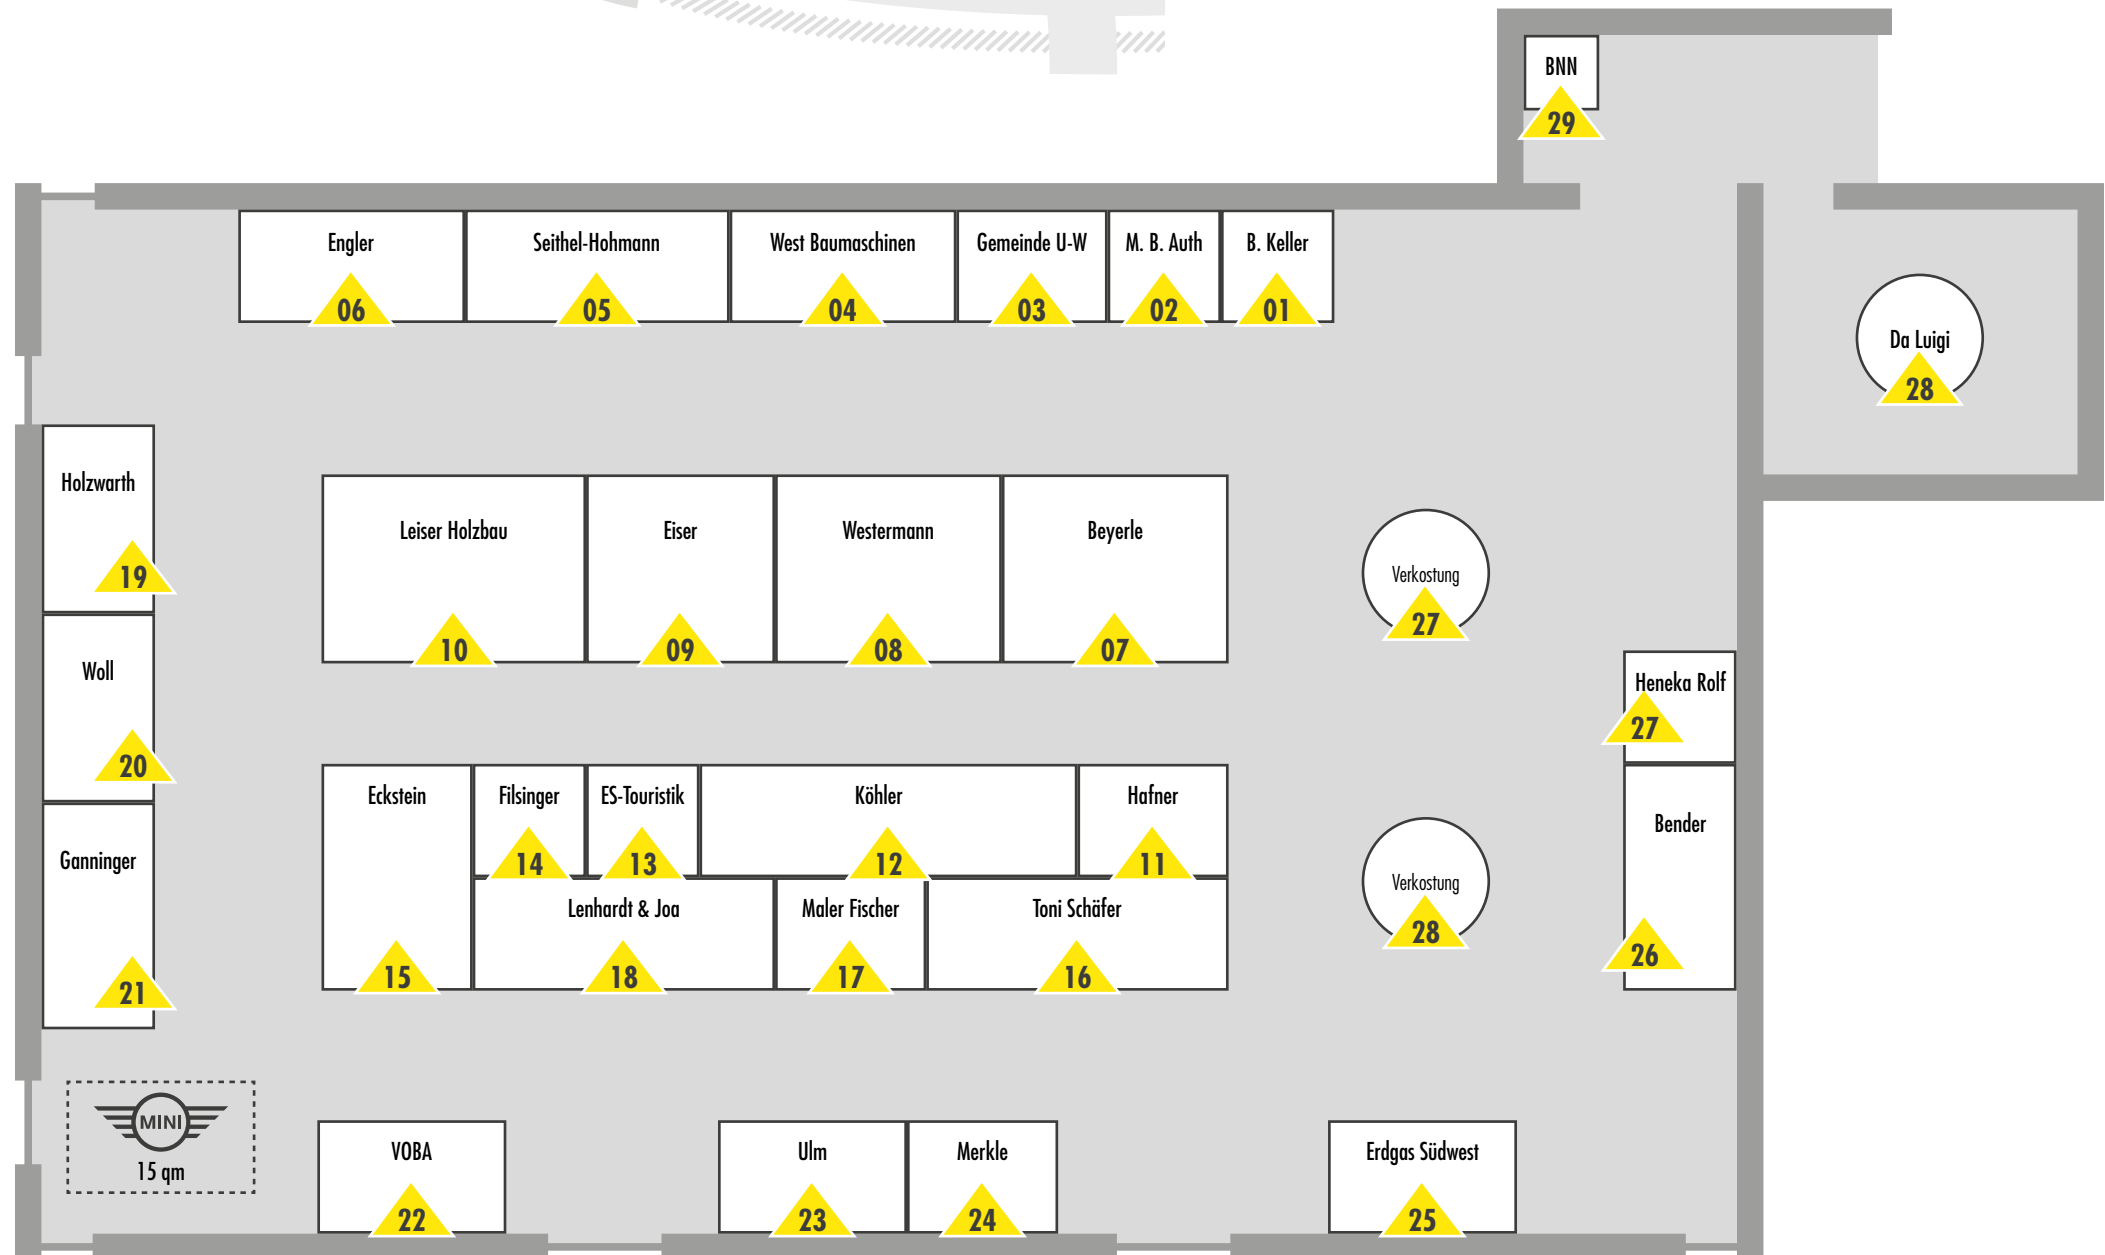 BNN
29
Engler
06
Seithel-Hohmann
05
West Baumaschinen
04
Gemeinde U-W
03
M. B. Auth
02
B. Keller
01
Da Luigi
28
Holzwarth
19
Leiser Holzbau
10
Eiser
09
Westermann
08
Beyerle
07
Verkostung
27
Woll
20
Heneka Rolf
27
Eckstein
15
Filsinger
14
ES-Touristik
13
Köhler
12
Hafner
11
Ganninger
21
Lenhardt & Joa
18
Maler Fischer
17
Toni Schäfer
16
Verkostung
28
Bender
26
MINI
15 qm
VOBA
22
Ulm
23
Merkle
24
Erdgas Südwest
25